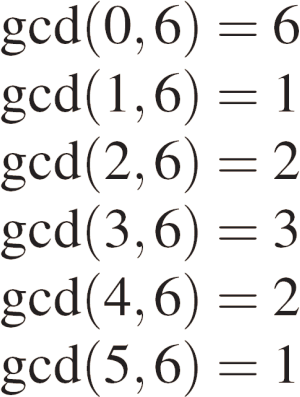 gcd(0, 6) = 6
gcd(1, 6) = 1
gcd(2, 6) = 2
gcd(3, 6) = 3
gcd(4, 6) = 2
gcd(5, 6) = 1